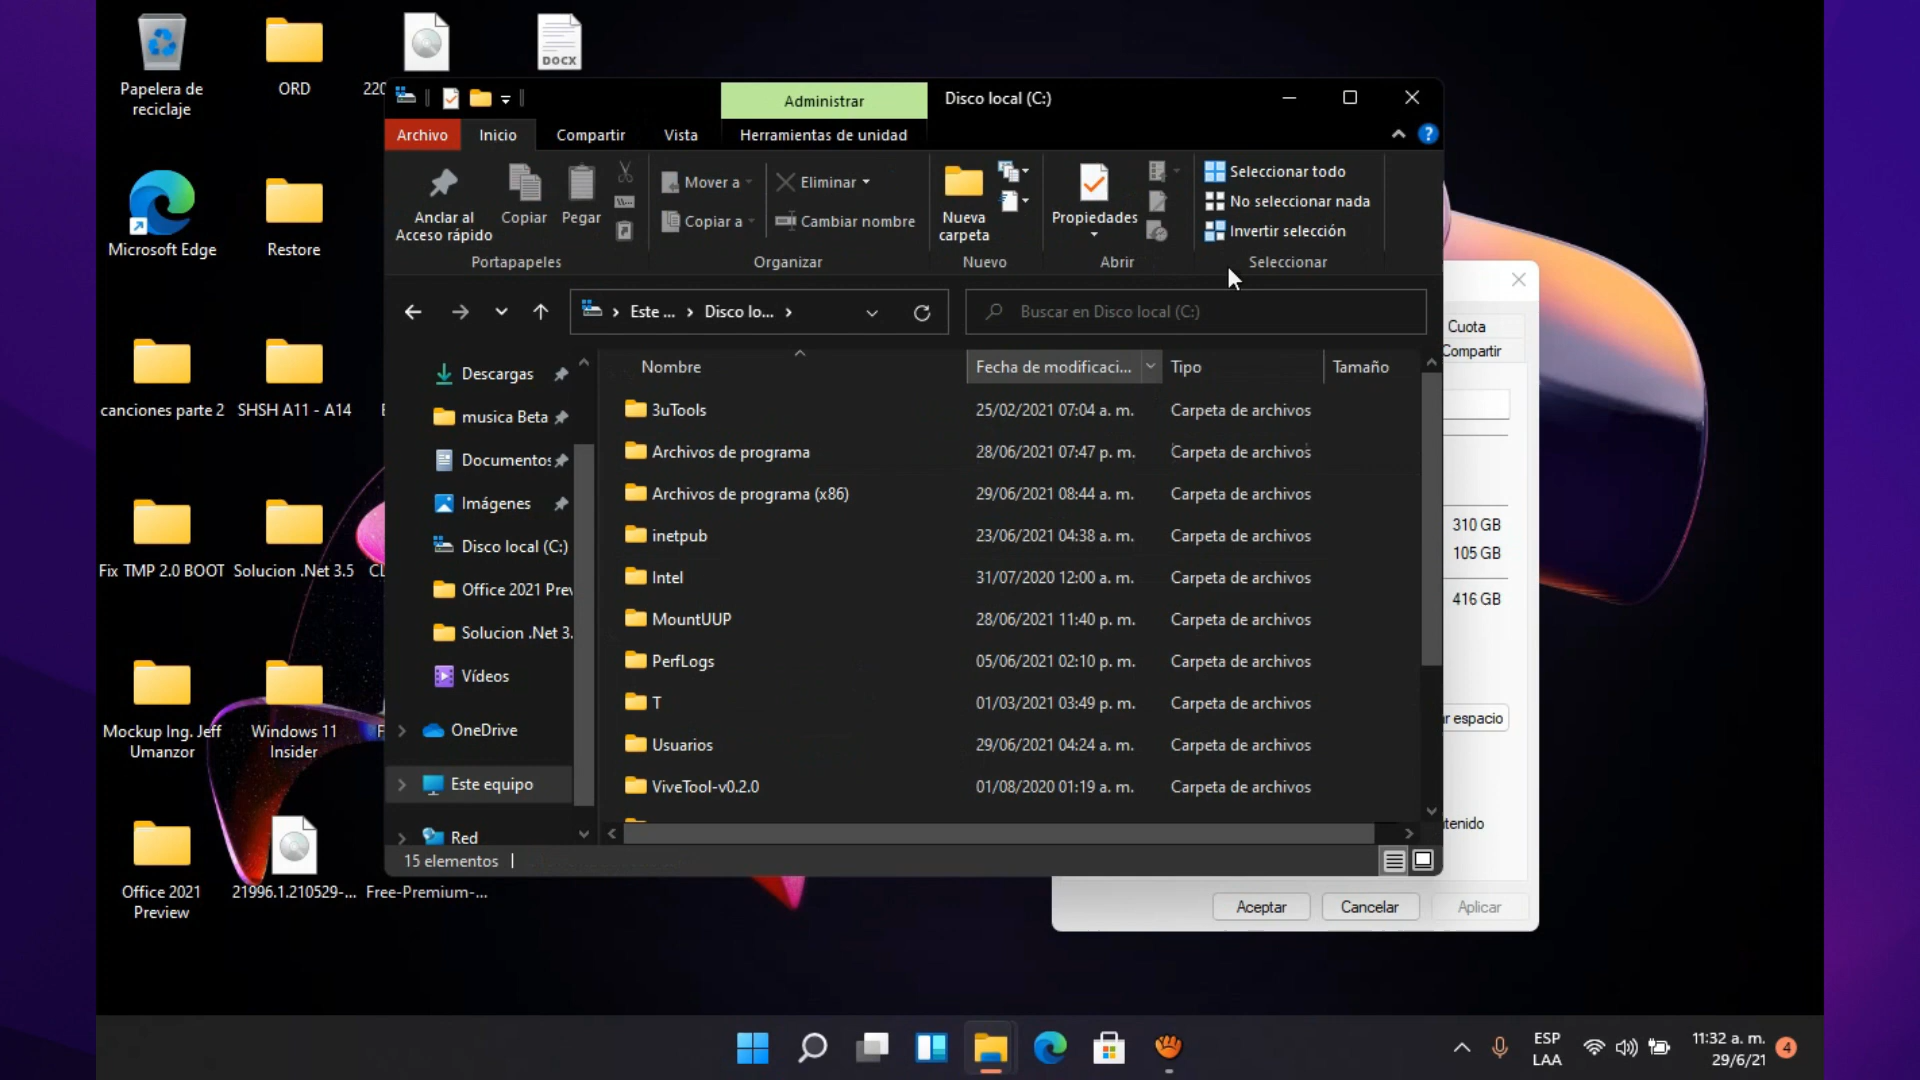 Papelera de
reciclaje
ORD
220
DOCX
Microsoft Edge
Restore
canciones parte 2
SHSH A11 - A14
Fix TMP 2.0 BOOT
Solucion .Net 3.5
CL
Mockup Ing. Jeff
Umanzor
Windows 11
Insider
F
Office 2021
Preview
21996.1.210529-...
Free-Premium-...
Administrar
Disco local (C:)
Archivo
Inicio
Compartir
Vista
Herramientas de unidad
?
Anclar al
Acceso rápido
Copiar
Pegar
Mover a
Copiar a
Eliminar
Cambiar nombre
Nueva
carpeta
Propiedades
Seleccionar todo
No seleccionar nada
Invertir selección
Portapapeles
Organizar
Nuevo
Abrir
Seleccionar
Este ...
Disco lo...
Buscar en Disco local (C:)
Descargas
musica Beta
Documentos
Imágenes
Disco local (C:)
Office 2021 Prev
Solucion .Net 3.
Vídeos
OneDrive
Este equipo
Red
Nombre
Fecha de modificaci...
Tipo
Tamaño
3uTools 25/02/2021 07:04 a. m. Carpeta de archivos
Archivos de programa 28/06/2021 07:47 p. m. Carpeta de archivos
Archivos de programa (x86) 29/06/2021 08:44 a. m. Carpeta de archivos
inetpub 23/06/2021 04:38 a. m. Carpeta de archivos
Intel 31/07/2020 12:00 a. m. Carpeta de archivos
MountUUP 28/06/2021 11:40 p. m. Carpeta de archivos
PerfLogs 05/06/2021 02:10 p. m. Carpeta de archivos
T 01/03/2021 03:49 p. m. Carpeta de archivos
Usuarios 29/06/2021 04:24 a. m. Carpeta de archivos
ViveTool-v0.2.0 01/08/2020 01:19 a. m. Carpeta de archivos
15 elementos
Cuota
Compartir
310 GB
105 GB
416 GB
r espacio
tenido
Aceptar
Cancelar
Aplicar
ESP
LAA
11:32 a. m.
29/6/21
4